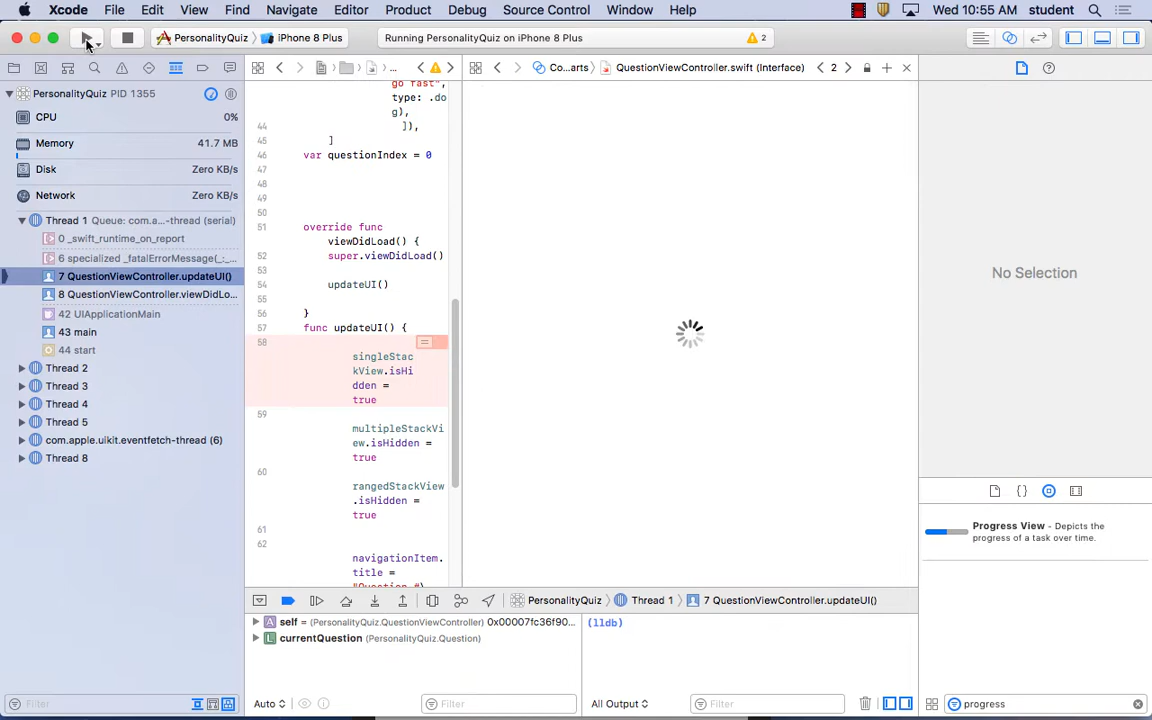 Xcode File Edit View Find Navigate Editor Product Debug Source Control Window Help Wed 10:55 AM student
PersonalityQuiz iPhone 8 Plus Running PersonalityQuiz on iPhone 8 Plus 2
... Co...arts QuestionViewController.swift (Interface) 2
PersonalityQuiz PID 1355
CPU 0%
Memory 41.7 MB
Disk Zero KB/s
Network Zero KB/s
Thread 1 Queue: com.a...-thread (serial)
0 _swift_runtime_on_report
6 specialized _fatalErrorMessage(_:_...
7 QuestionViewController.updateUI()
8 QuestionViewController.viewDidLo...
42 UIApplicationMain
43 main
44 start
Thread 2
Thread 3
Thread 4
Thread 5
com.apple.uikit.eventfetch-thread (6)
Thread 8
go fast",
type: .do
g),
44 ]),
45 ]
46 var questionIndex = 0
47
48
49
50
51 override func
viewDidLoad() {
52 super.viewDidLoad()
53
54 updateUI()
55
56 }
57 func updateUI() {
58 =
singleStac
kView.isHi
dden =
true
59
multipleStackVi
ew.isHidden =
true
60
rangedStackView
.isHidden =
true
61
62
navigationItem.
title =
"Question #\
No Selection
Progress View - Depicts the
progress of a task over time.
PersonalityQuiz Thread 1 7 QuestionViewController.updateUI()
self = (PersonalityQuiz.QuestionViewController) 0x00007fc36f90...
currentQuestion (PersonalityQuiz.Question)
(lldb)
Filter Auto Filter All Output Filter progress